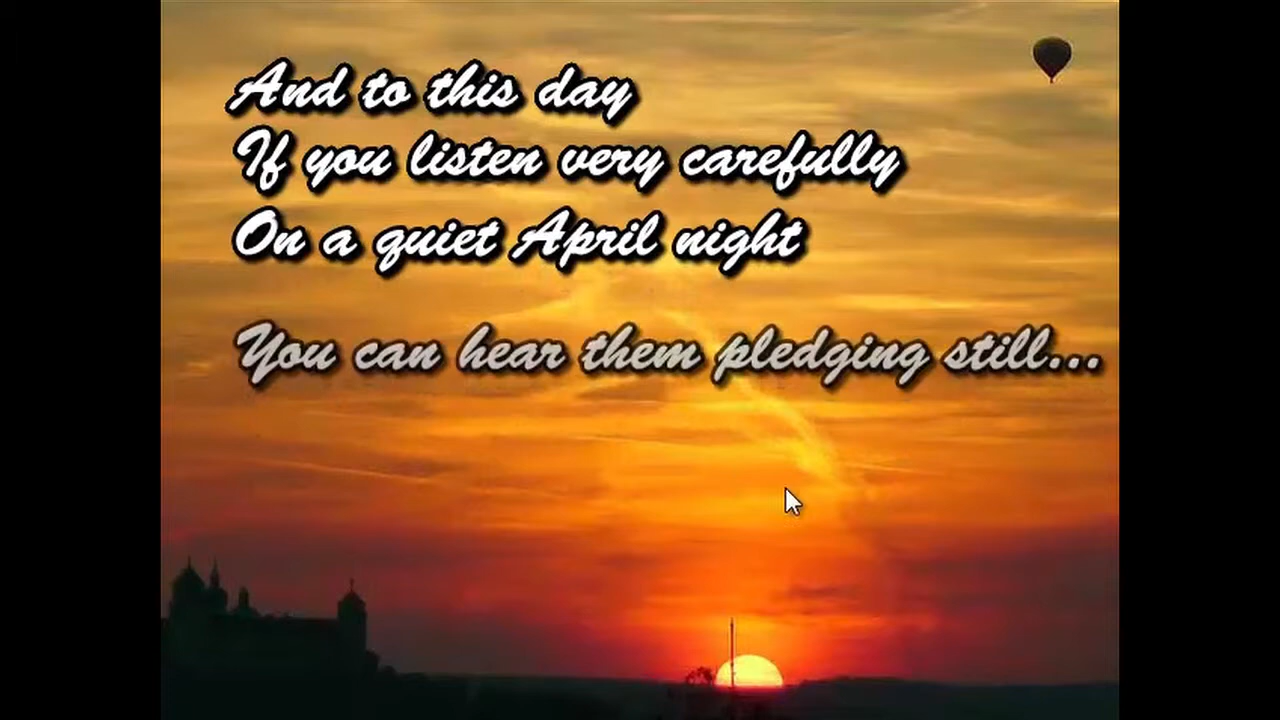 And to this day
If you listen very carefully
On a quiet April night
You can hear them pledging still...